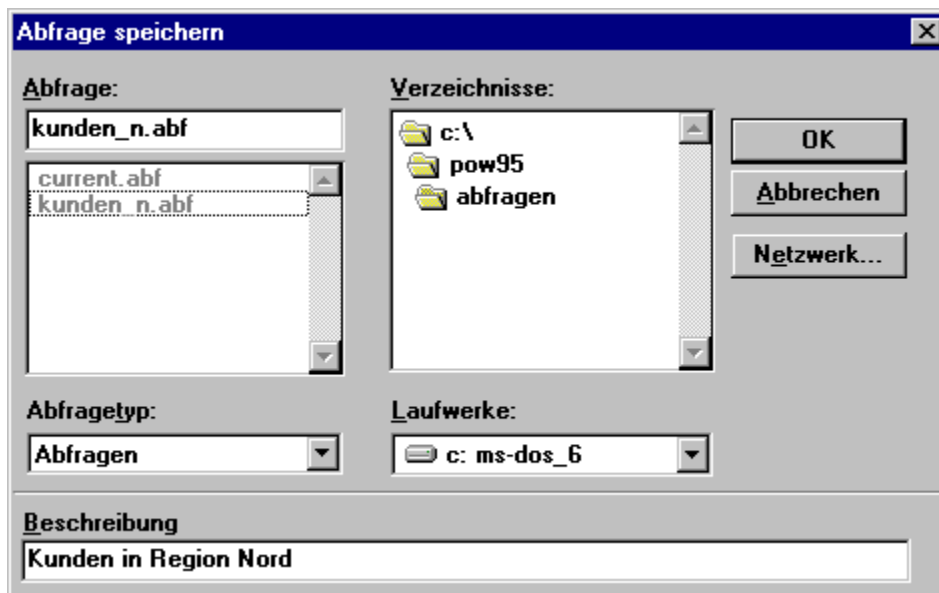 Abfrage speichern
Abfrage:
kunden_n.abf
current.abf
kunden_n.abf
Verzeichnisse:
c:\
pow95
abfragen
OK
Abbrechen
Netzwerk...
Abfragetyp:
Abfragen
Laufwerke:
c: ms-dos_6
Beschreibung
Kunden in Region Nord